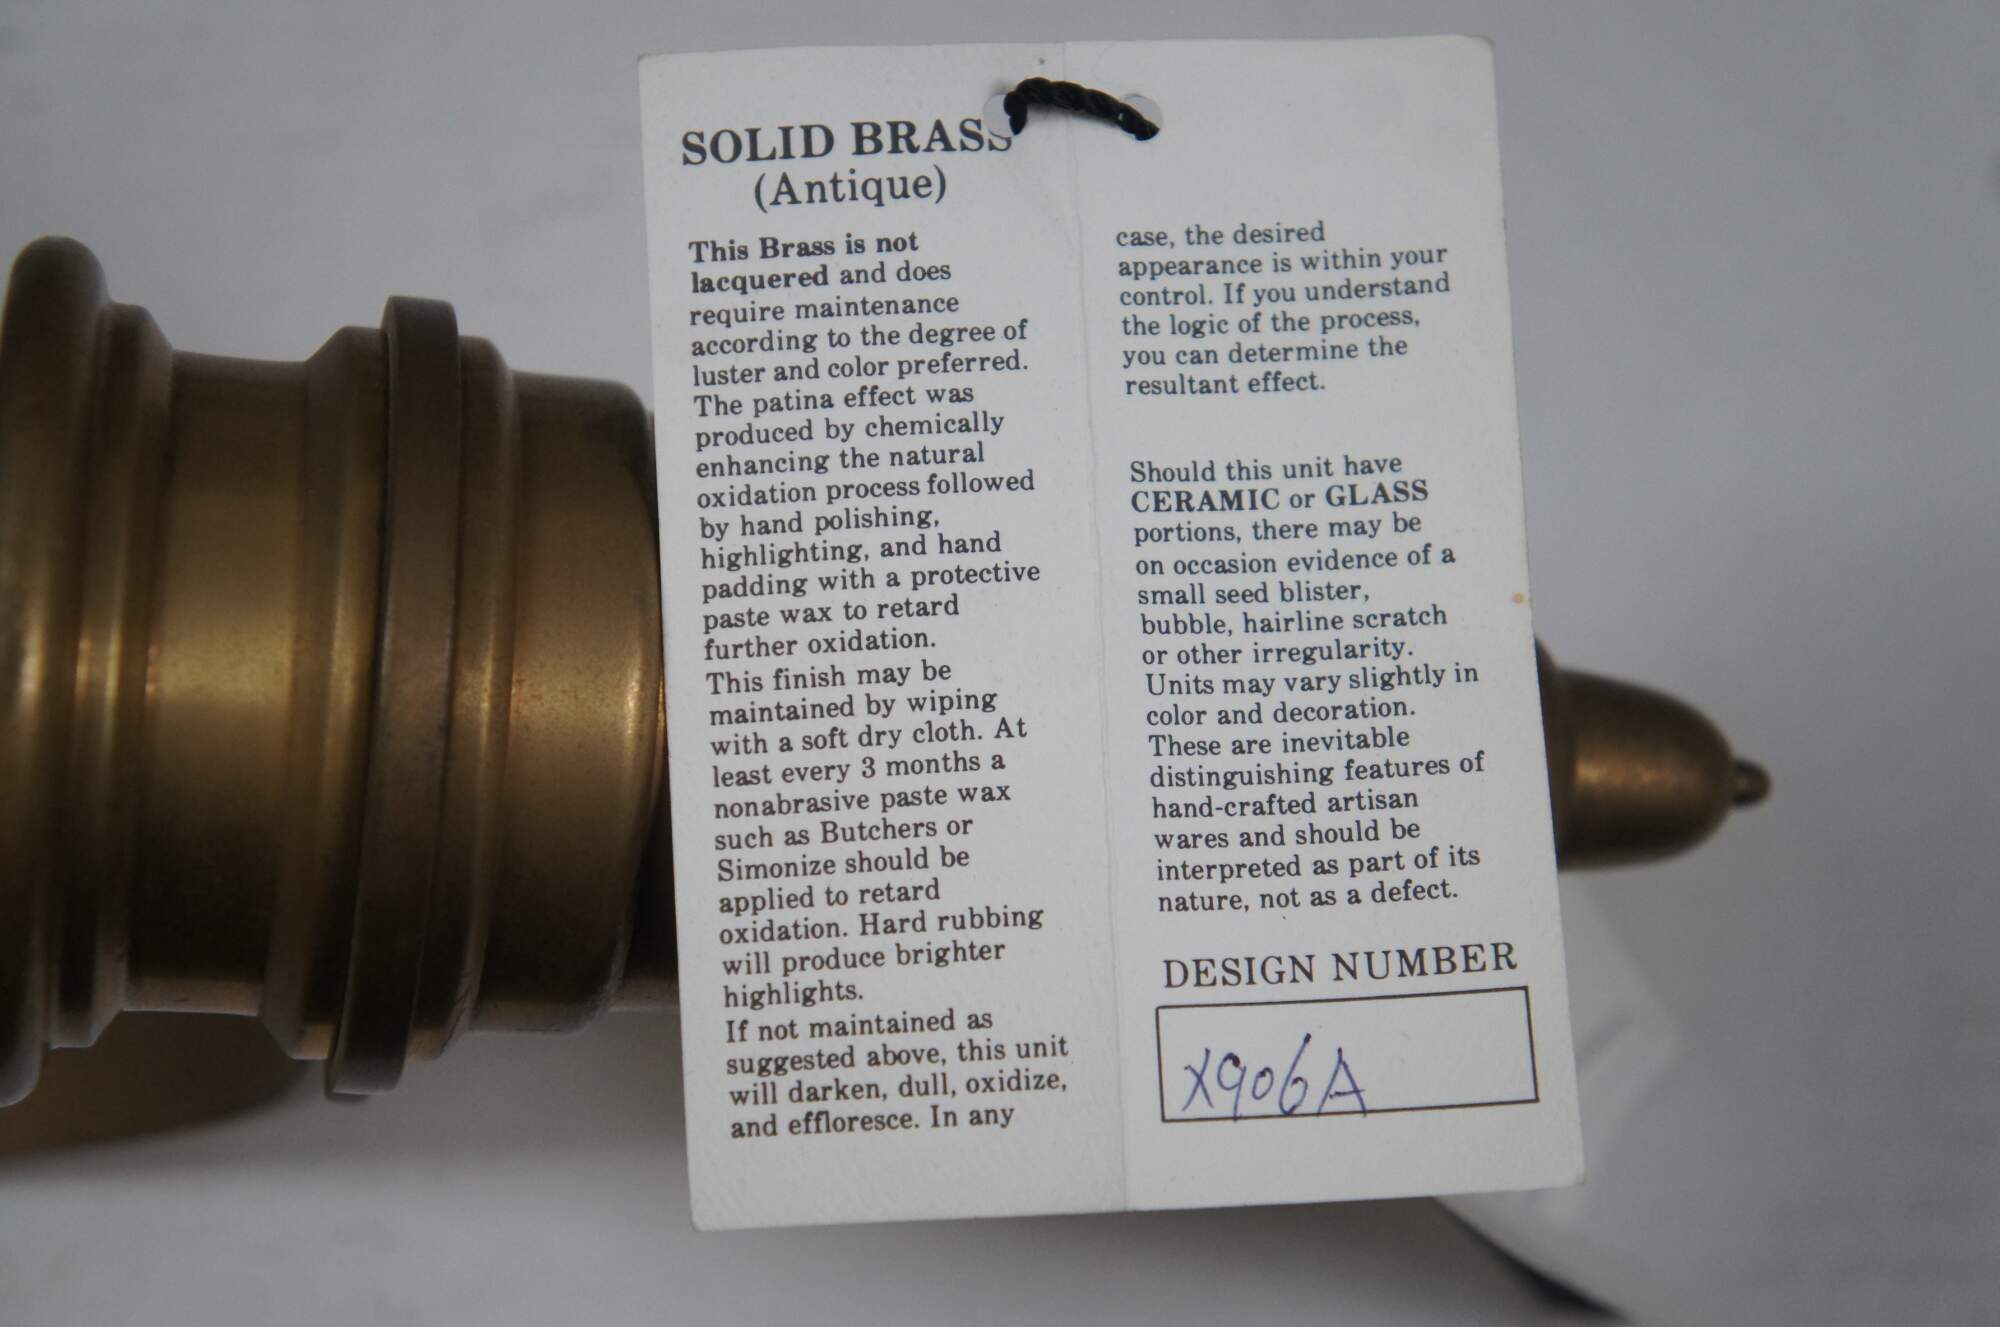 SOLID BRASS
(Antique)
This Brass is not
lacquered and does
require maintenance
according to the degree of
luster and color preferred.
The patina effect was
produced by chemically
enhancing the natural
oxidation process followed
by hand polishing,
highlighting, and hand
padding with a protective
paste wax to retard
further oxidation.
This finish may be
maintained by wiping
with a soft dry cloth. At
least every 3 months a
nonabrasive paste wax
such as Butchers or
Simonize should be
applied to retard
oxidation. Hard rubbing
will produce brighter
highlights.
If not maintained as
suggested above, this unit
will darken, dull, oxidize,
and effloresce. In any
case, the desired
appearance is within your
control. If you understand
the logic of the process,
you can determine the
resultant effect.
Should this unit have
CERAMIC or GLASS
portions, there may be
on occasion evidence of a
small seed blister,
bubble, hairline scratch
or other irregularity.
Units may vary slightly in
color and decoration.
These are inevitable
distinguishing features of
hand-crafted artisan
wares and should be
interpreted as part of its
nature, not as a defect.
DESIGN NUMBER
X906A